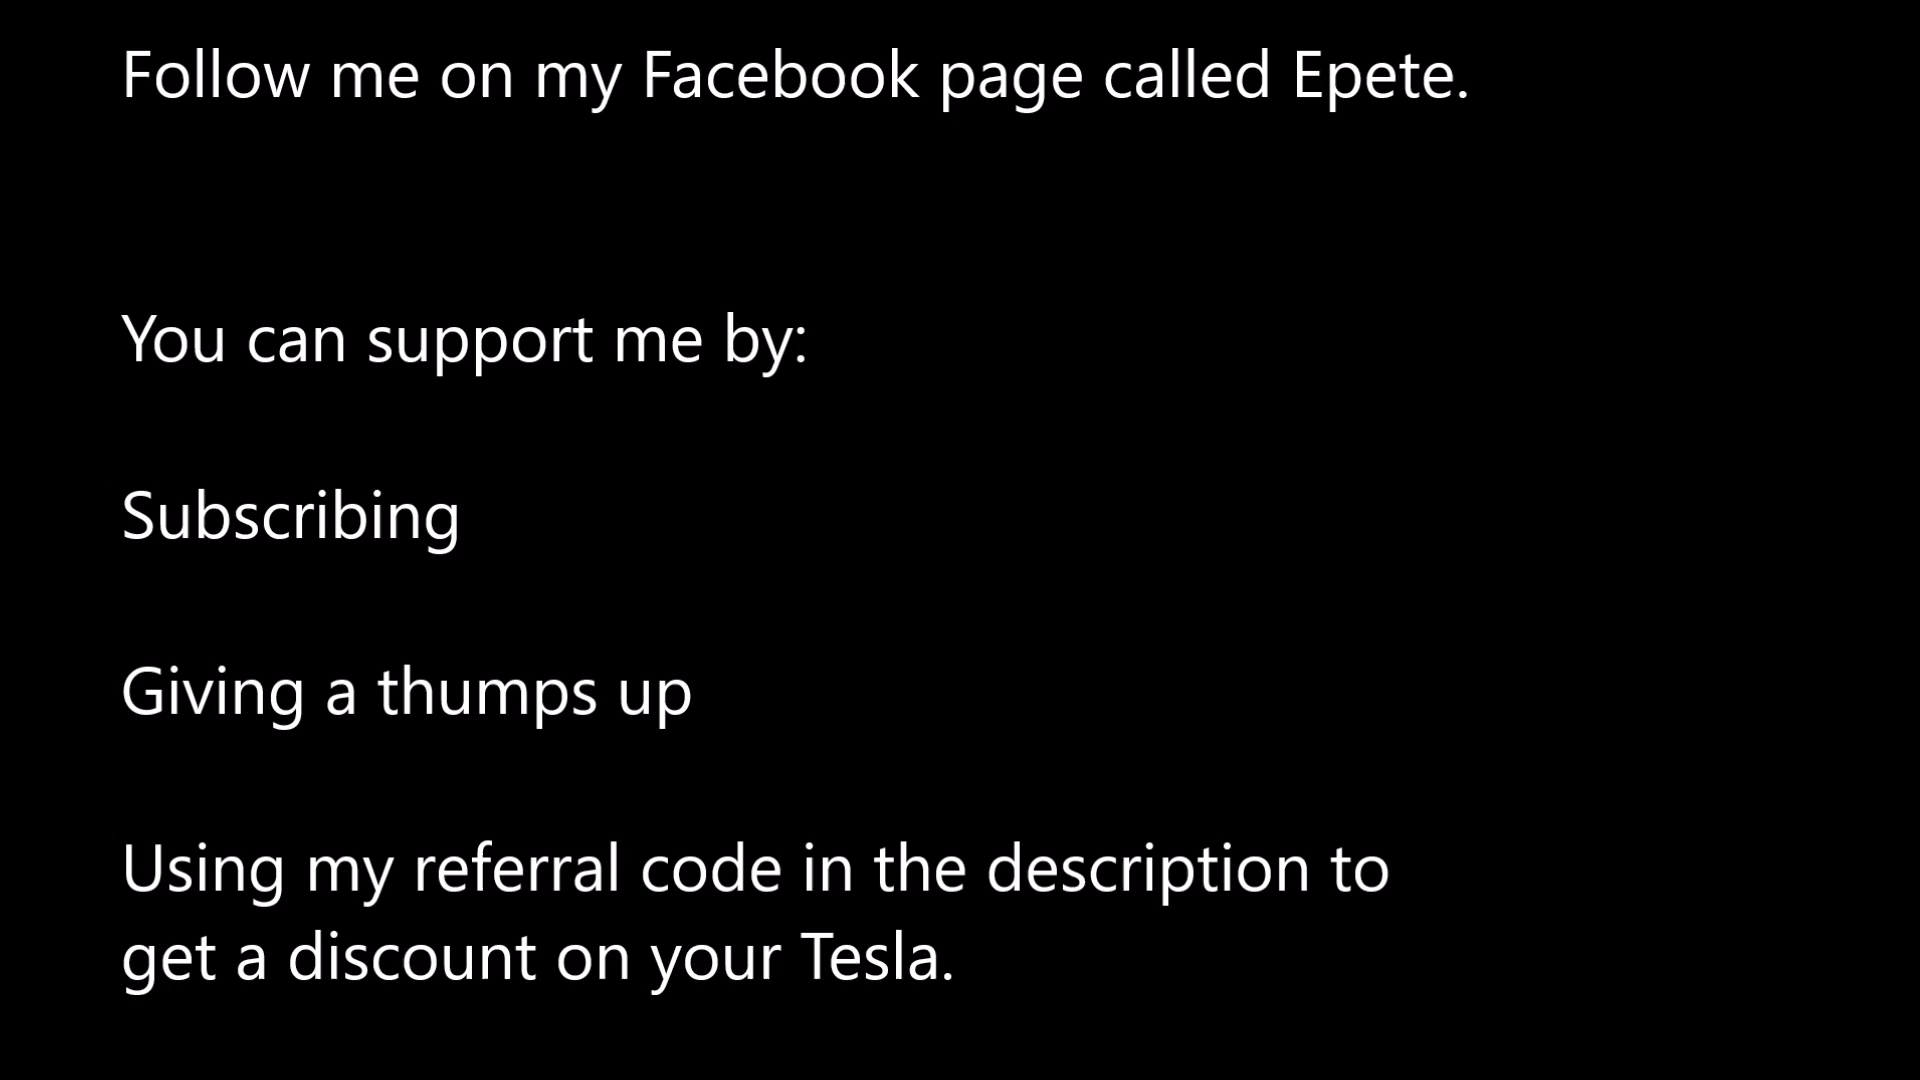 Follow me on my Facebook page called Epete.
You can support me by:
Subscribing
Giving a thumps up
Using my referral code in the description to
get a discount on your Tesla.